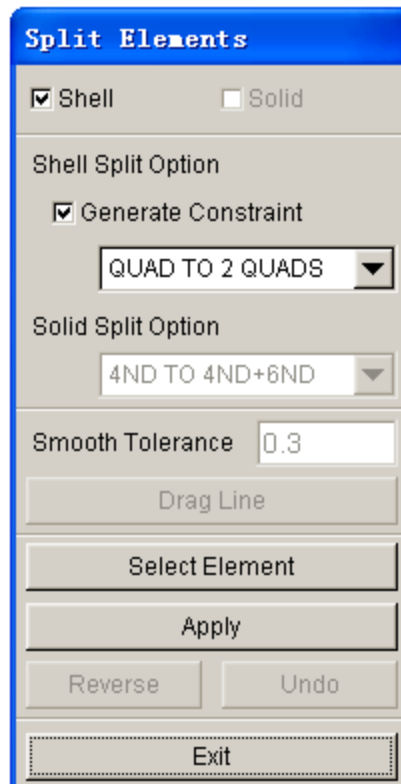 Split Elements
Shell Solid
Shell Split Option
Generate Constraint
QUAD TO 2 QUADS
Solid Split Option
4ND TO 4ND+6ND
Smooth Tolerance 0.3
Drag Line
Select Element
Apply
Reverse Undo
Exit